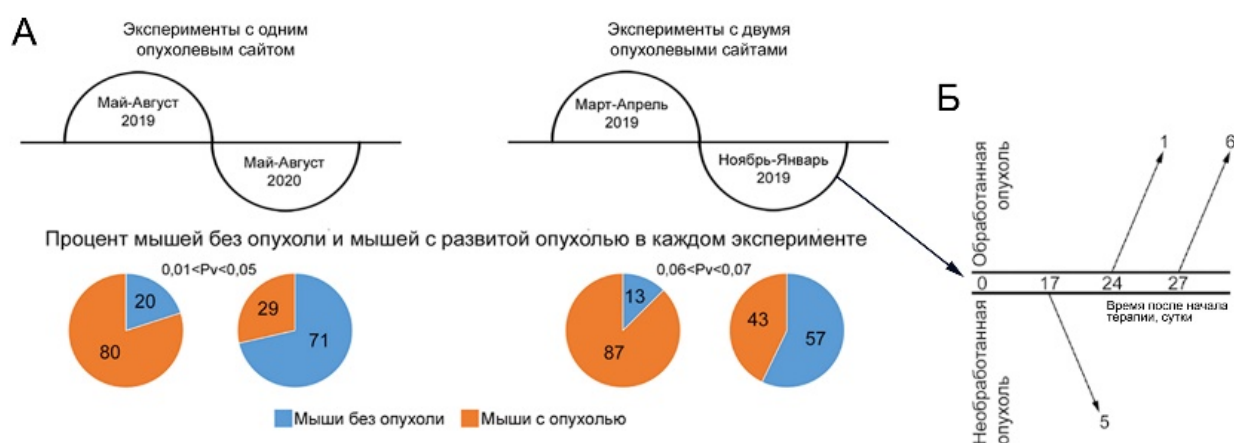 А
Эксперименты с одним
опухолевым сайтом
Май-Август
2019
Май-Август
2020
Эксперименты с двумя
опухолевыми сайтами
Март-Апрель
2019
Ноябрь-Январь
2019
Процент мышей без опухоли и мышей с развитой опухолью в каждом эксперименте
0,01<Pv<0,05
20
80
29
71
0,06<Pv<0,07
13
87
43
57
Мыши без опухоли
Мыши с опухолью
Б
Обработанная
опухоль
1
6
0
17
24
27
Время после начала
терапии, сутки
Необработанная
опухоль
5